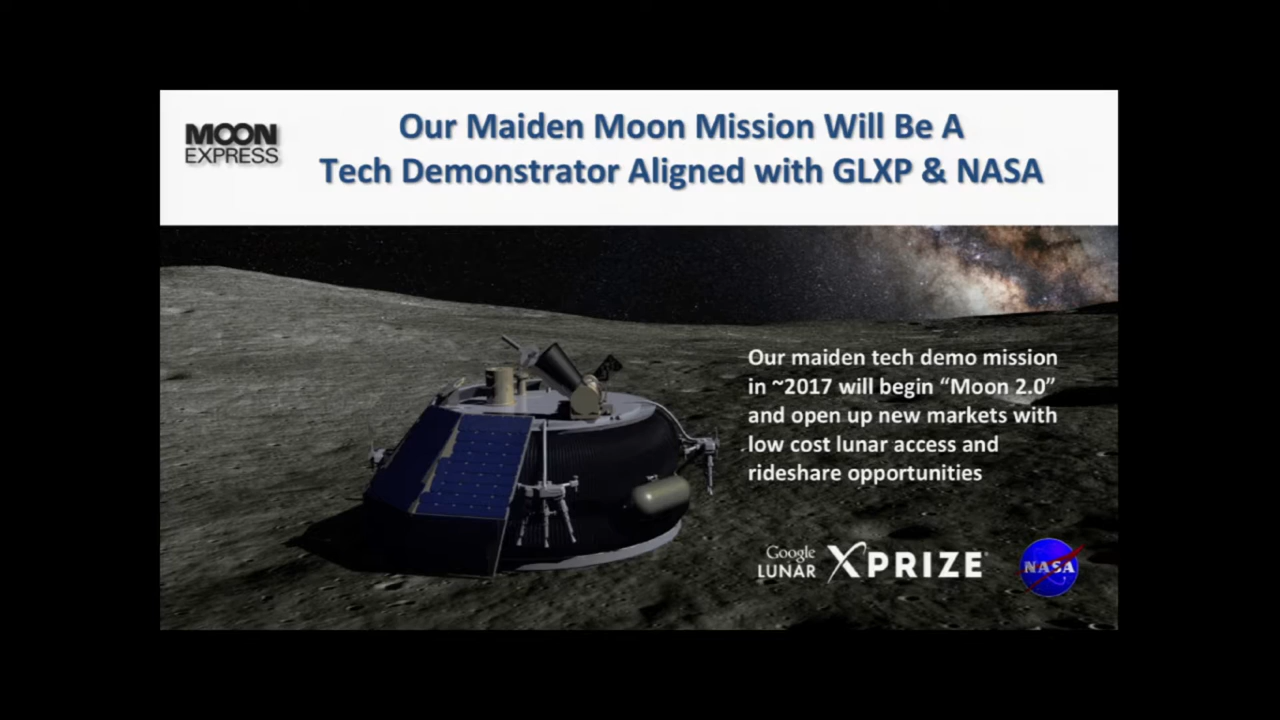 MOON
EXPRESS
Our Maiden Moon Mission Will Be A
Tech Demonstrator Aligned with GLXP & NASA
Our maiden tech demo mission
in ~2017 will begin “Moon 2.0”
and open up new markets with
low cost lunar access and
rideshare opportunities
Google
LUNAR
XPRIZE
NASA